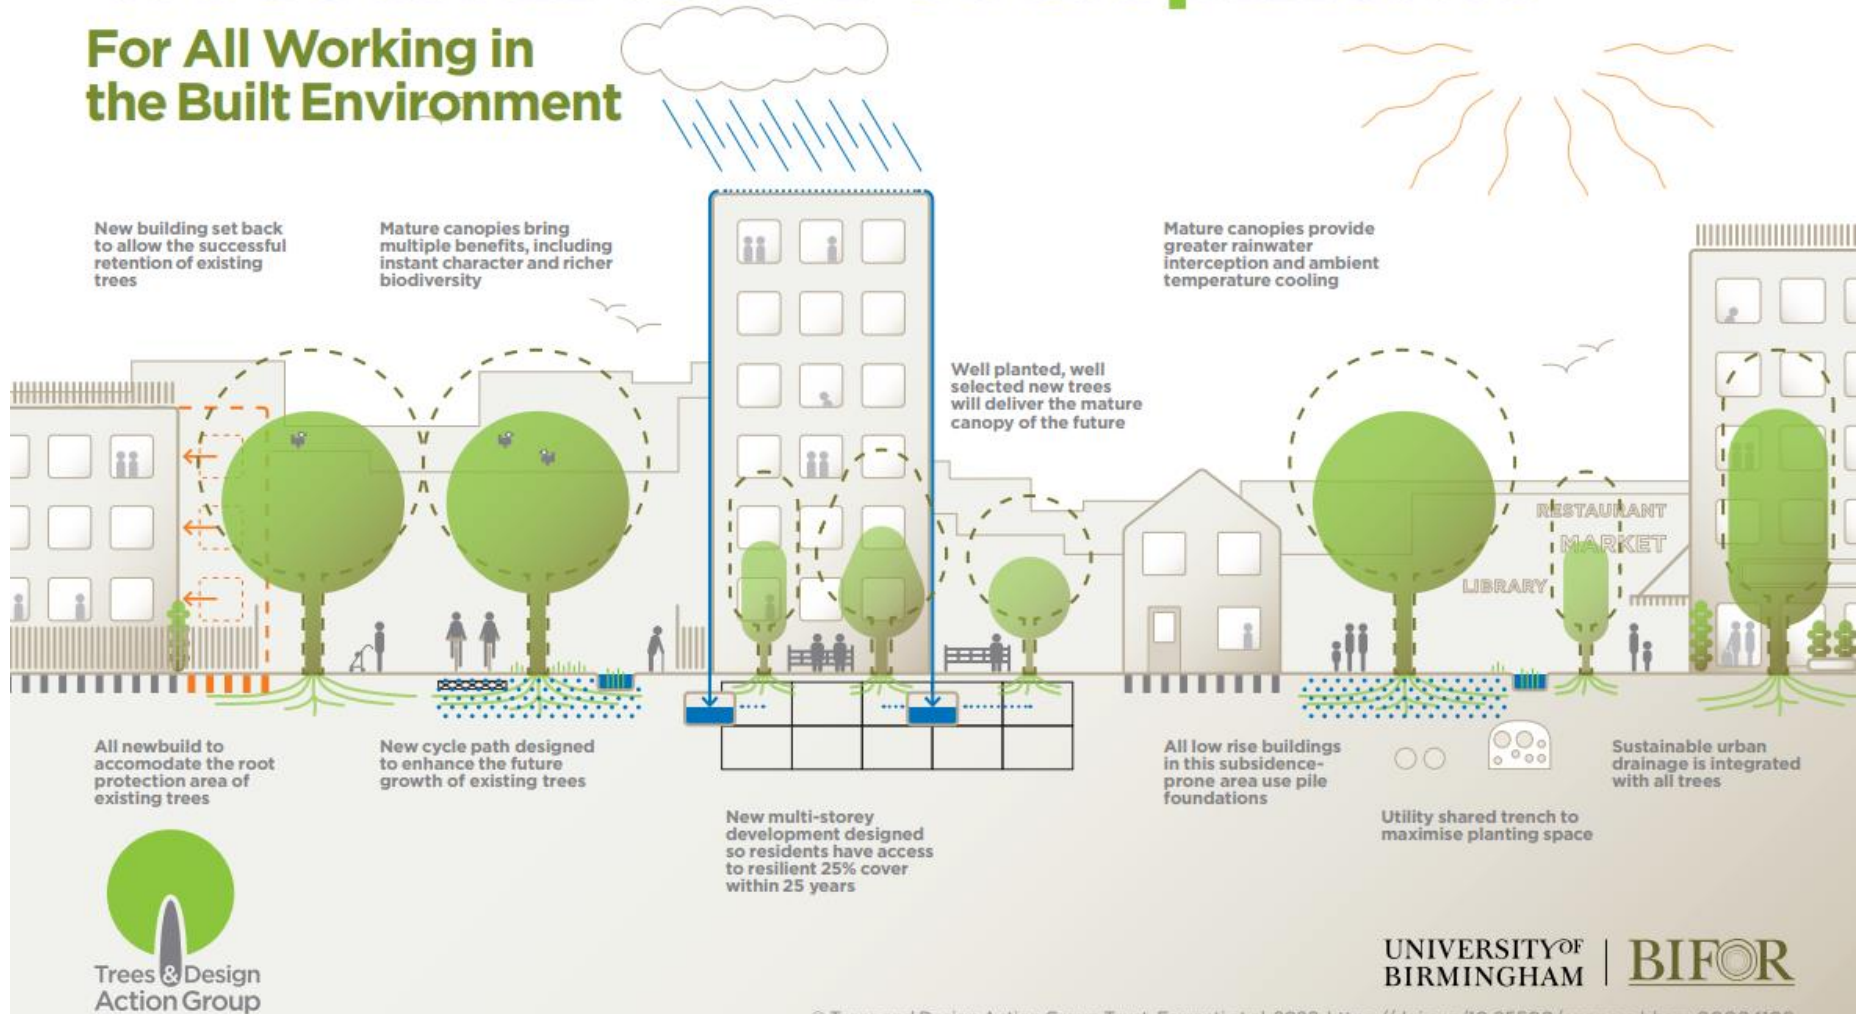 For All Working in
the Built Environment
New building set back
to allow the successful
retention of existing
trees
Mature canopies bring
multiple benefits, including
instant character and richer
biodiversity
Mature canopies provide
greater rainwater
interception and ambient
temperature cooling
Well planted, well
selected new trees
will deliver the mature
canopy of the future
RESTAURANT
MARKET
LIBRARY
All newbuild to
accomodate the root
protection area of
existing trees
New cycle path designed
to enhance the future
growth of existing trees
New multi-storey
development designed
so residents have access
to resilient 25% cover
within 25 years
All low rise buildings
in this subsidence-
prone area use pile
foundations
Utility shared trench to
maximise planting space
Sustainable urban
drainage is integrated
with all trees
Trees & Design
Action Group
UNIVERSITY OF
BIRMINGHAM
BIFOR